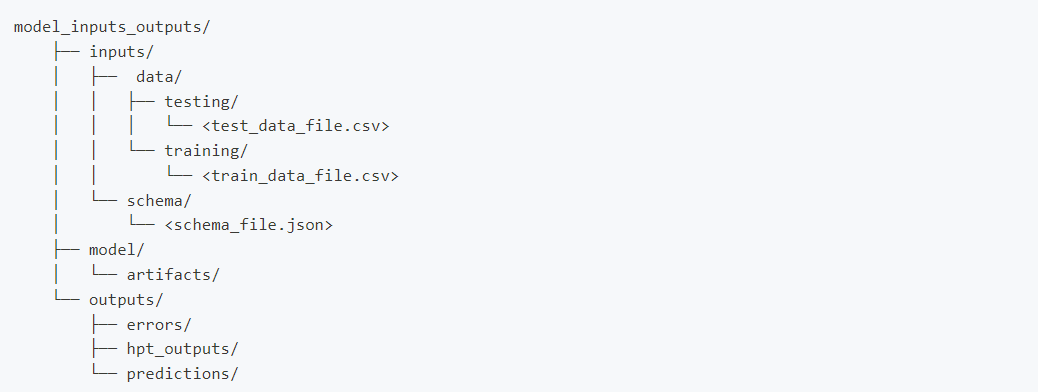 model_inputs_outputs/
├── inputs/
│   ├──  data/
│   │   ├── testing/
│   │   │   └── <test_data_file.csv>
│   │   └── training/
│   │       └── <train_data_file.csv>
│   └── schema/
│       └── <schema_file.json>
├── model/
│   └── artifacts/
└── outputs/
    ├── errors/
    ├── hpt_outputs/
    └── predictions/